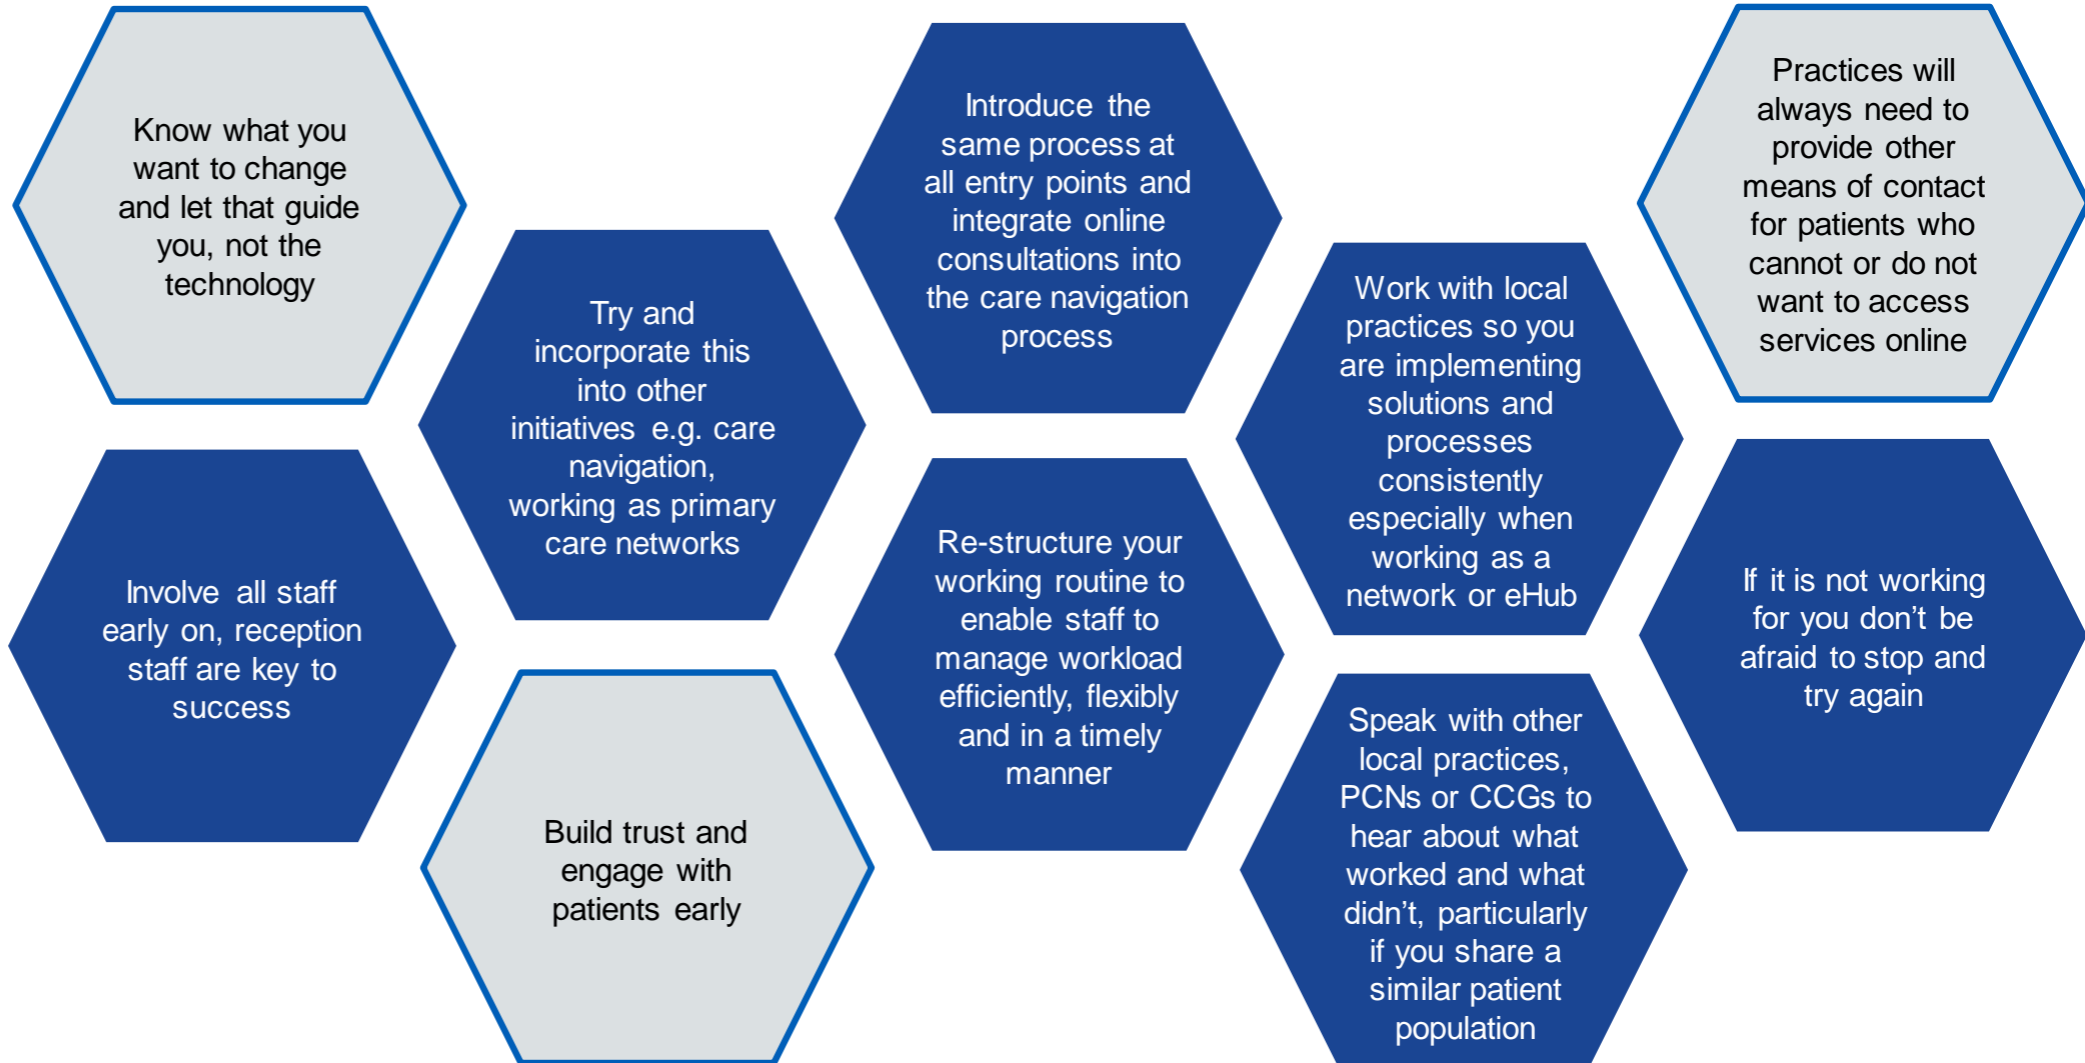 Know what you
want to change
and let that guide
you, not the
technology
Involve all staff
early on, reception
staff are key to
success
Try and
incorporate this
into other
initiatives e.g. care
navigation,
working as primary
care networks
Build trust and
engage with
patients early
Introduce the
same process at
all entry points and
integrate online
consultations into
the care navigation
process
Re-structure your
working routine to
enable staff to
manage workload
efficiently, flexibly
and in a timely
manner
Work with local
practices so you
are implementing
solutions and
processes
consistently
especially when
working as a
network or eHub
Speak with other
local practices,
PCNs or CCGs to
hear about what
worked and what
didn’t, particularly
if you share a
similar patient
population
Practices will
always need to
provide other
means of contact
for patients who
cannot or do not
want to access
services online
If it is not working
for you don’t be
afraid to stop and
try again